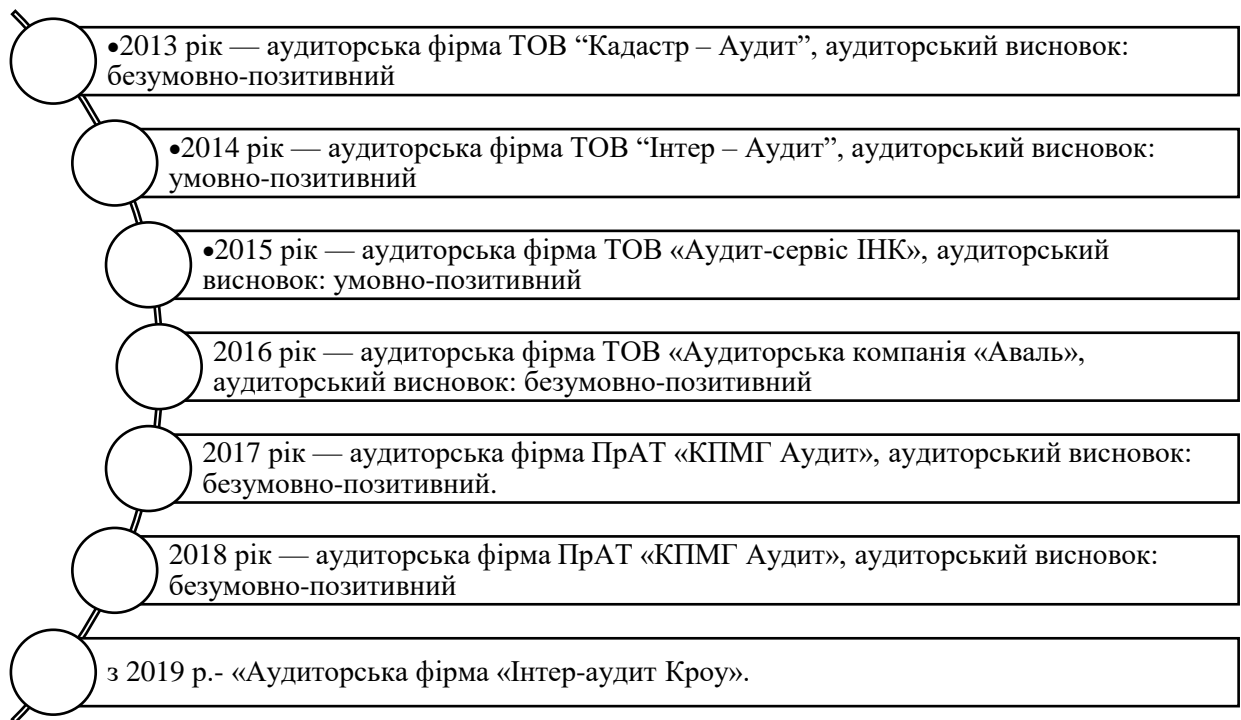 •2013 рік — аудиторська фірма ТОВ “Кадастр – Аудит”, аудиторський висновок:
безумовно-позитивний
•2014 рік — аудиторська фірма ТОВ “Інтер – Аудит”, аудиторський висновок:
умовно-позитивний
•2015 рік — аудиторська фірма ТОВ «Аудит-сервіс ІНК», аудиторський
висновок: умовно-позитивний
2016 рік — аудиторська фірма ТОВ «Аудиторська компанія «Аваль»,
аудиторський висновок: безумовно-позитивний
2017 рік — аудиторська фірма ПрАТ «КПМГ Аудит», аудиторський висновок:
безумовно-позитивний.
2018 рік — аудиторська фірма ПрАТ «КПМГ Аудит», аудиторський висновок:
безумовно-позитивний
з 2019 р.- «Аудиторська фірма «Інтер-аудит Кроу».